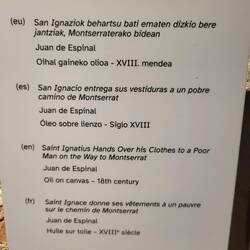 (eu) San Ignaziok behartsu bati ematen dizkio bere
jantziak, Montserraterako bidean
Juan de Espinal
Oihal gaineko olioa - XVIII. mendea
(es) San Ignacio entrega sus vestiduras a un pobre
camino de Montserrat
Juan de Espinal
Óleo sobre lienzo - Siglo XVIII
(en) Saint Ignatius Hands Over his Clothes to a Poor
Man on the Way to Montserrat
Juan de Espinal
Oil on canvas - 18th century
(fr) Saint Ignace donne ses vêtements à un pauvre
sur le chemin de Montserrat
Juan de Espinal
Huile sur toile - XVIIIᵉ siècle